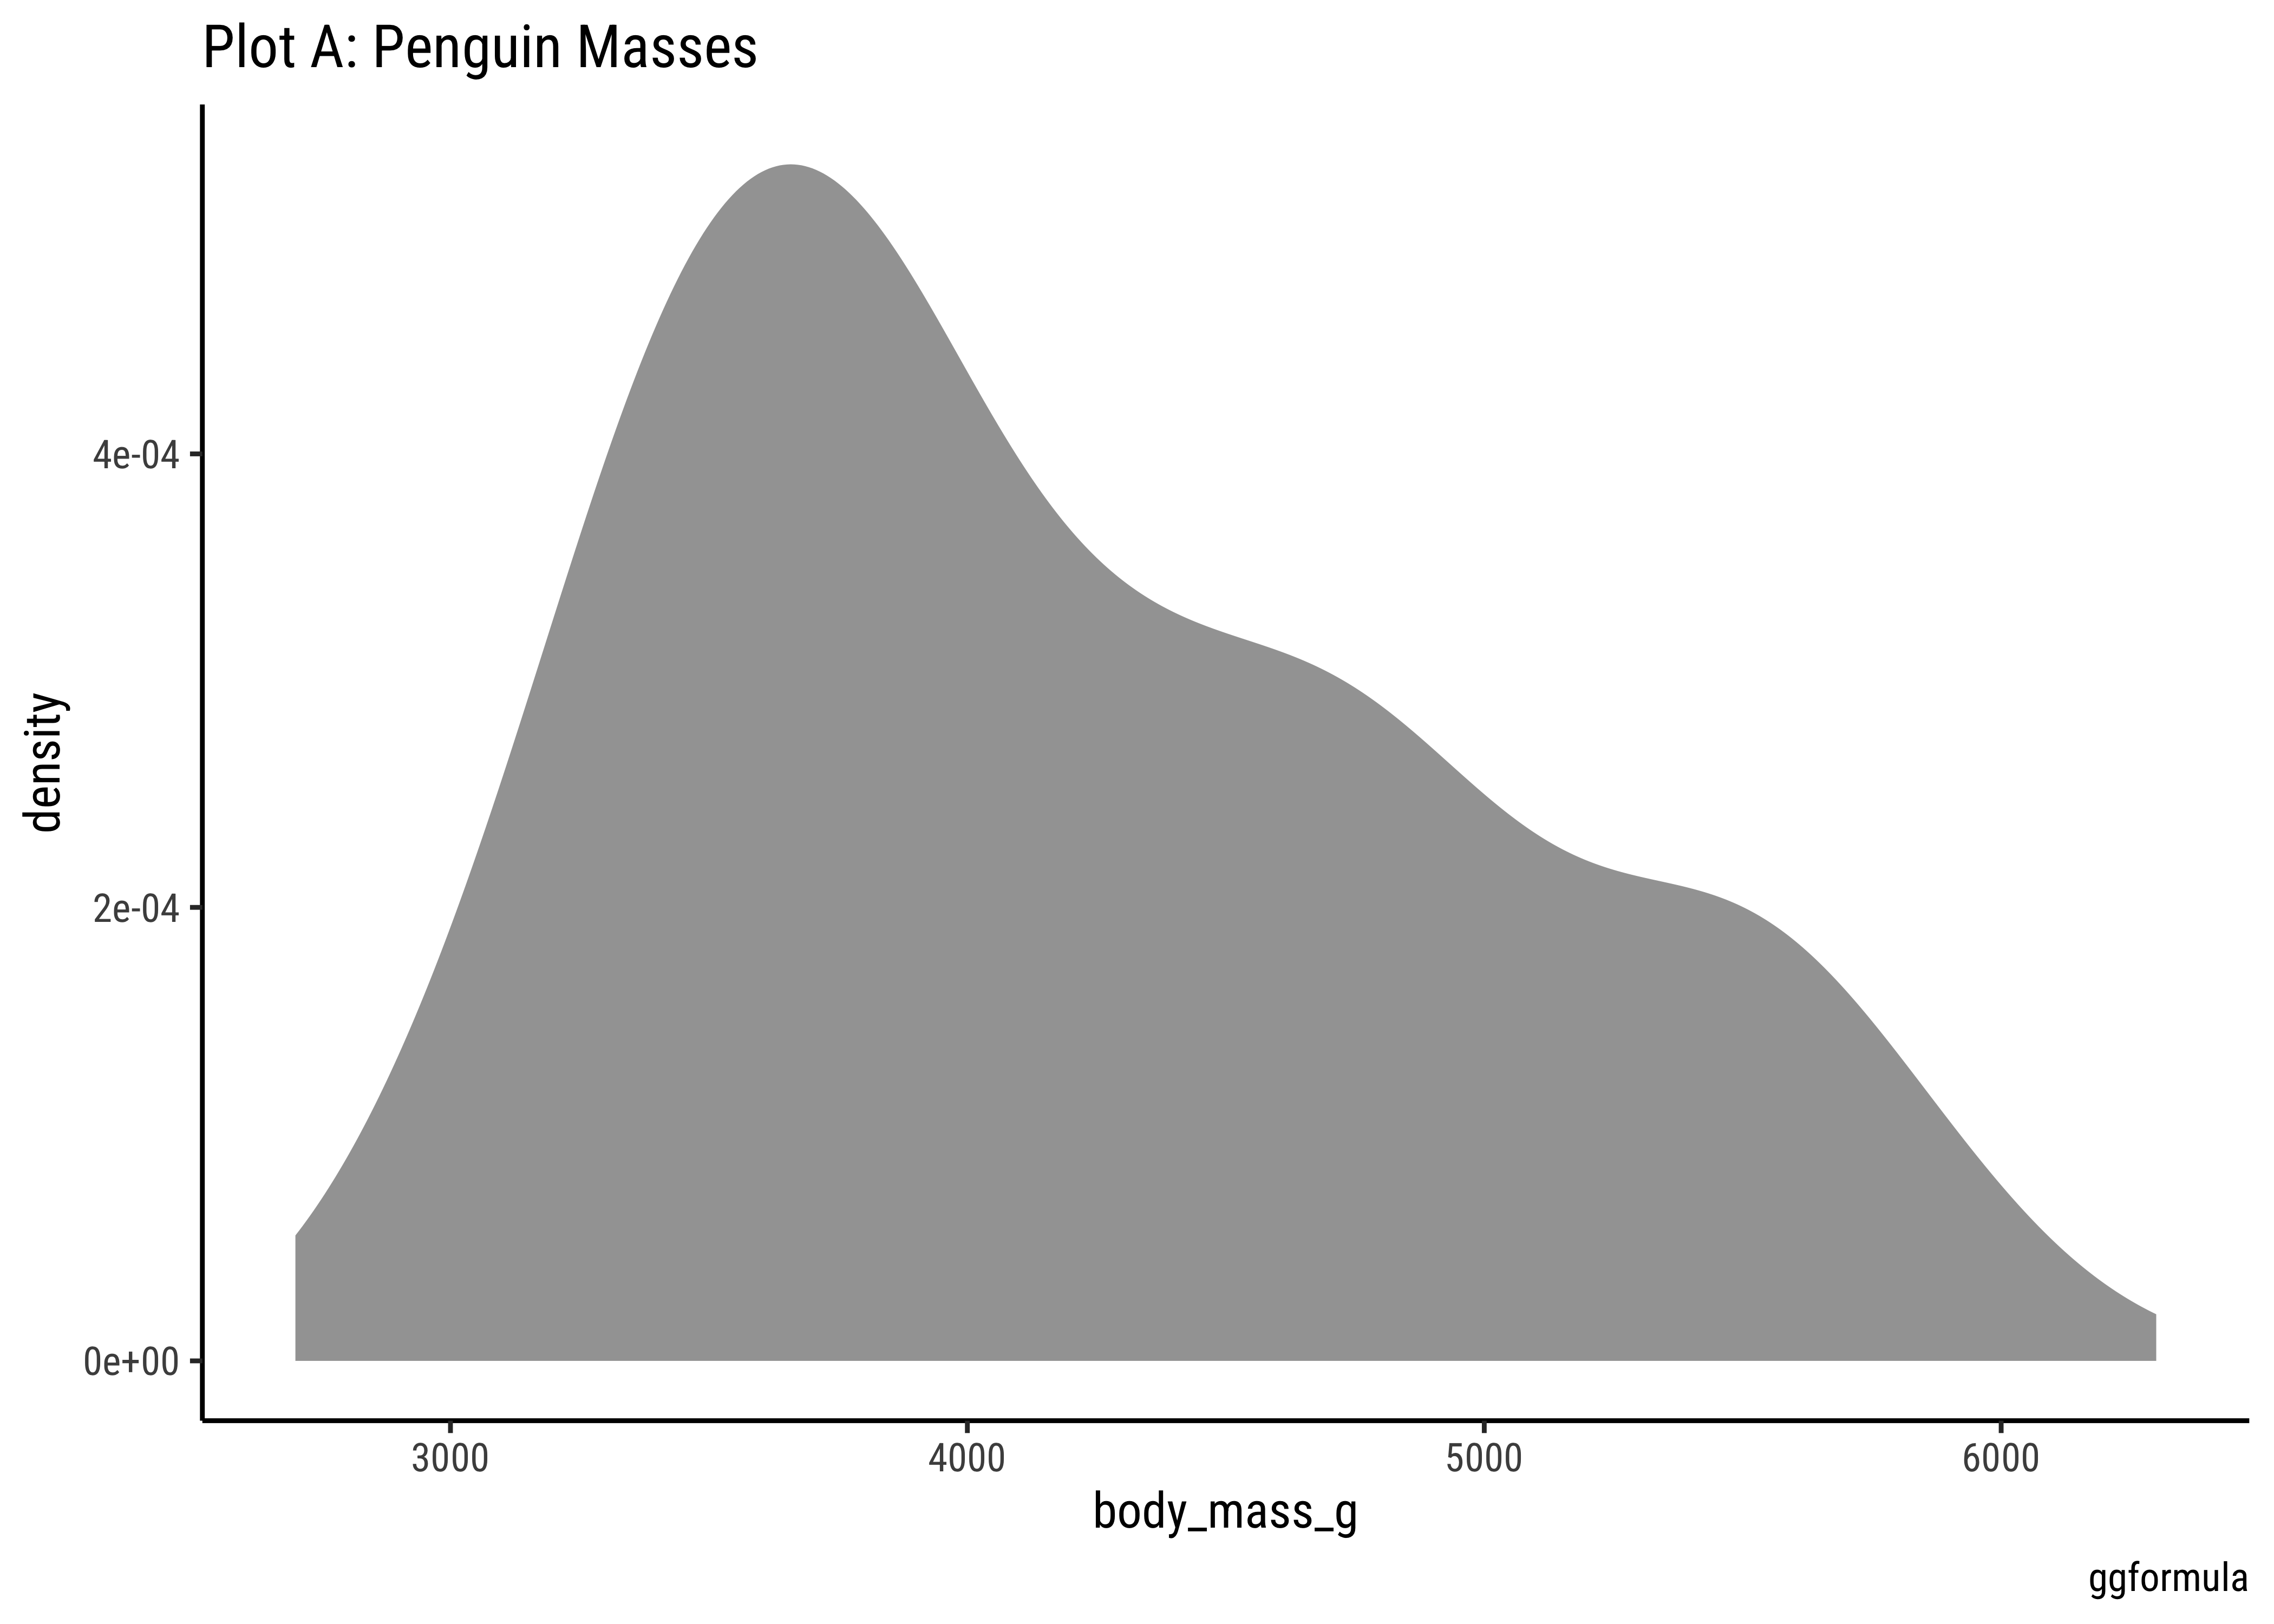 Plot A: Penguin Masses
density
4e-04
2e-04
0e+00
3000 4000 5000 6000
body_mass_g
ggformula